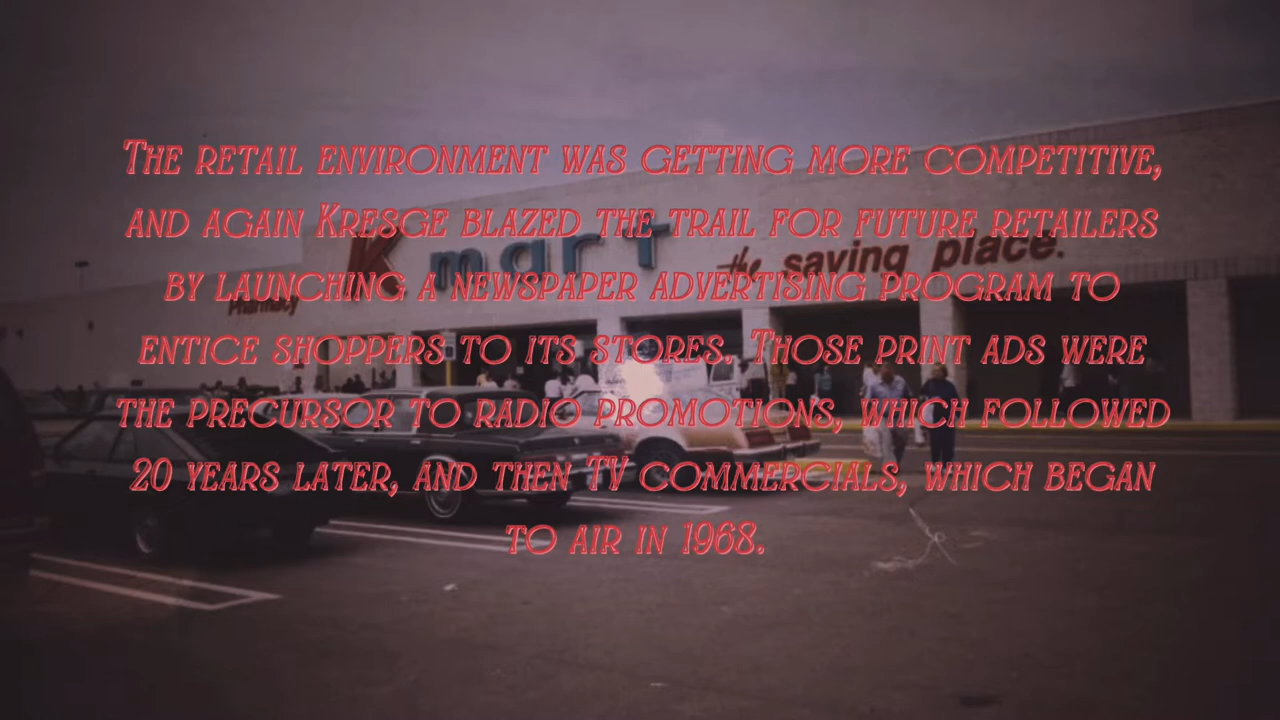 The retail environment was getting more competitive,
and again Kresge blazed the trail for future retailers
by launching a newspaper advertising program to
entice shoppers to its stores. Those print ads were
the precursor to radio promotions, which followed
20 years later, and then TV commercials, which began
to air in 1968.
K mart the saving place.
Pharmacy